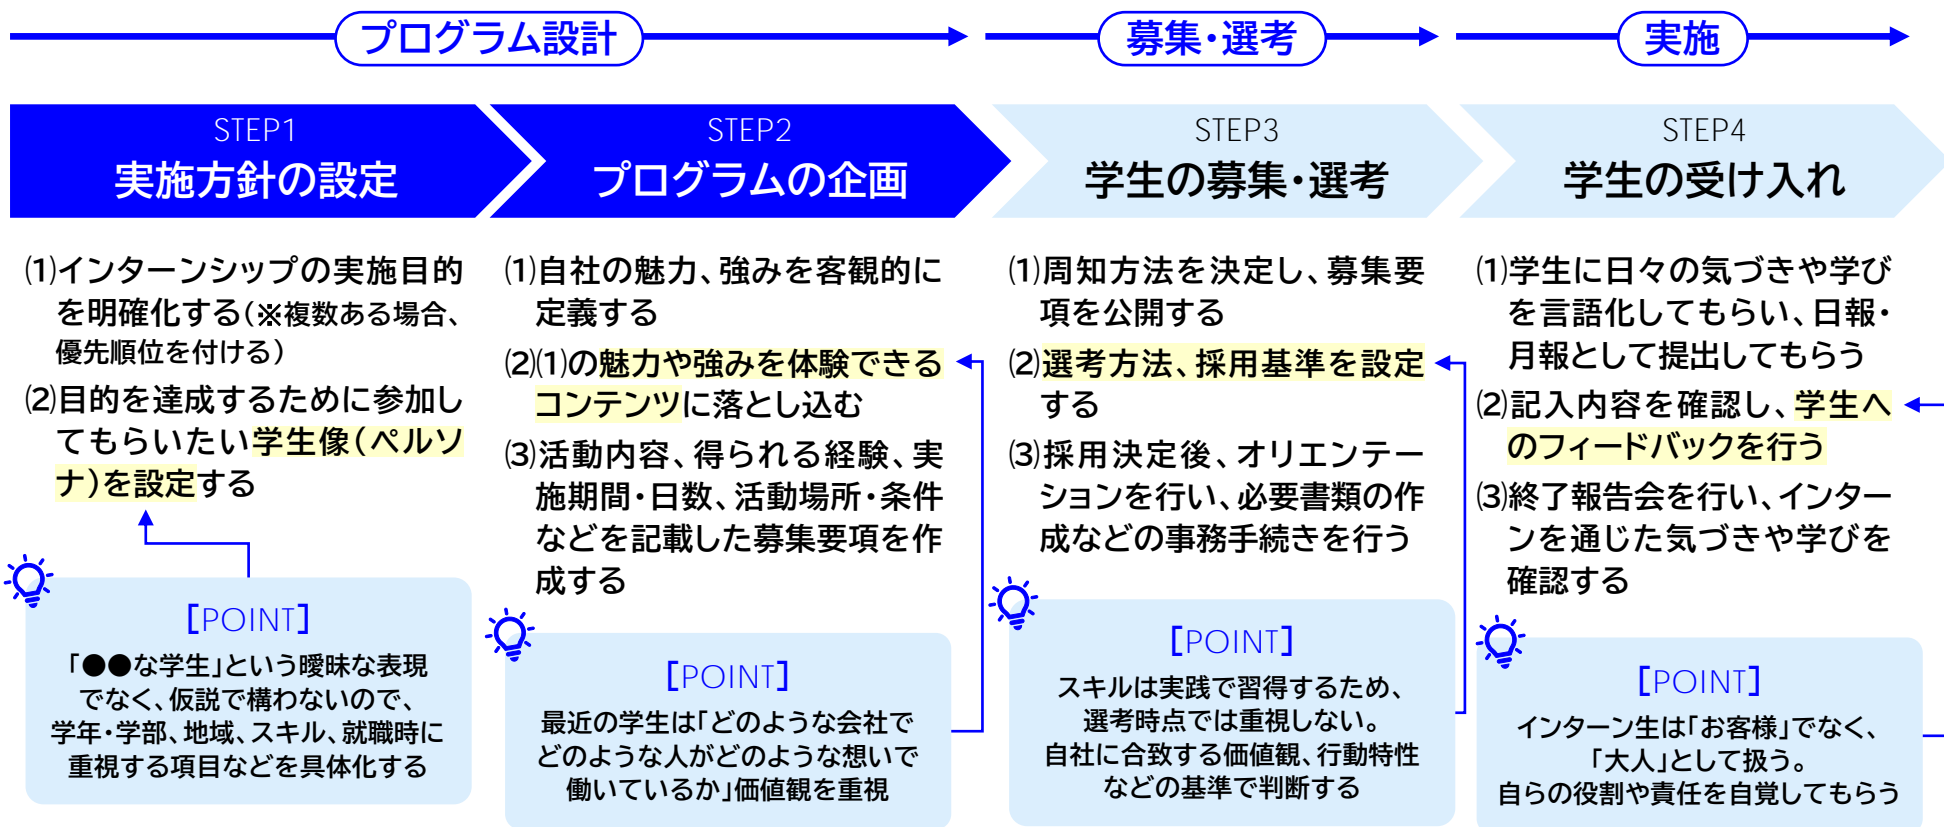 プログラム設計
募集・選考
実施
STEP1
実施方針の設定
STEP2
プログラムの企画
STEP3
学生の募集・選考
STEP4
学生の受け入れ
⑴インターンシップの実施目的
を明確化する(※複数ある場合、
優先順位を付ける)
⑵目的を達成するために参加し
てもらいたい学生像(ペルソ
ナ)を設定する
[POINT]
「●●な学生」という曖昧な表現
でなく、仮説で構わないので、
学年・学部、地域、スキル、就職時に
重視する項目などを具体化する
⑴自社の魅力、強みを客観的に
定義する
⑵⑴の魅力や強みを体験できる
コンテンツに落とし込む
⑶活動内容、得られる経験、実
施期間・日数、活動場所・条件
などを記載した募集要項を作
成する
[POINT]
最近の学生は「どのような会社で
どのような人がどのような想いで
働いているか」価値観を重視
⑴周知方法を決定し、募集要
項を公開する
⑵選考方法、採用基準を設定
する
⑶採用決定後、オリエンテー
ションを行い、必要書類の作
成などの事務手続きを行う
[POINT]
スキルは実践で習得するため、
選考時点では重視しない。
自社に合致する価値観、行動特性
などの基準で判断する
⑴学生に日々の気づきや学び
を言語化してもらい、日報・
月報として提出してもらう
⑵記入内容を確認し、学生へ
のフィードバックを行う
⑶終了報告会を行い、インター
ンを通じた気づきや学びを
確認する
[POINT]
インターン生は「お客様」でなく、
「大人」として扱う。
自らの役割や責任を自覚してもらう